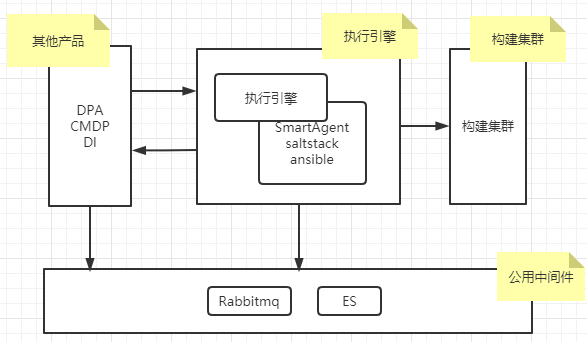 其他产品
执行引擎
构建集群
DPA
CMDP
DI
执行引擎
SmartAgent
saltstack
ansible
构建集群
公用中间件
Rabbitmq
ES